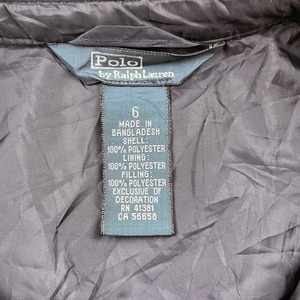 Polo
by Ralph Lauren
6
MADE IN
BANGLADESH
SHELL:
100% POLYESTER
LINING:
100% POLYESTER
FILLING:
100% POLYESTER
EXCLUSIVE OF
DECORATION
RN 41381
CA 56658